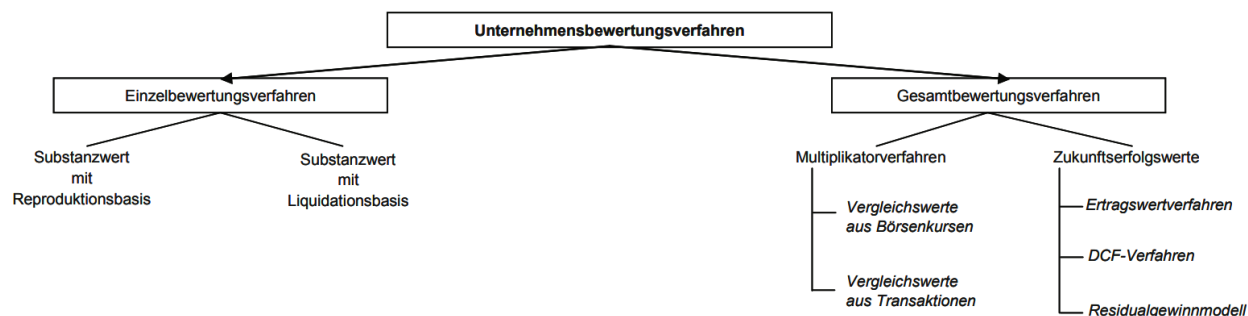 Unternehmensbewertungsverfahren
Einzelbewertungsverfahren
Gesamtbewertungsverfahren
Substanzwert
mit
Reproduktionsbasis
Substanzwert
mit
Liquidationsbasis
Multiplikatorverfahren
Vergleichswerte
aus Börsenkursen
Vergleichswerte
aus Transaktionen
Zukunftserfolgswerte
Ertragswertverfahren
DCF-Verfahren
Residualgewinnmodell